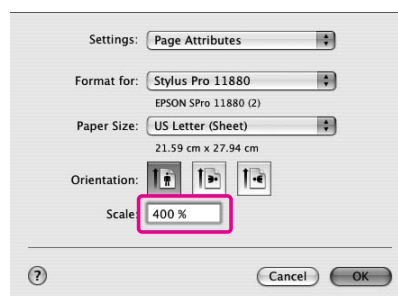 Settings: Page Attributes
Format for: Stylus Pro 11880
EPSON SPro 11880 (2)
Paper Size: US Letter (Sheet)
21.59 cm x 27.94 cm
Orientation:
Scale: 400 %
? Cancel OK